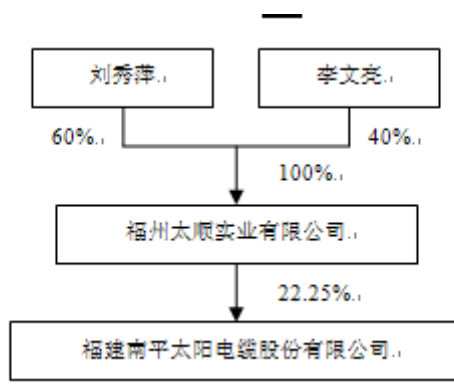 刘秀萍
李文亮
60%
40%
100%
福州太顺实业有限公司
22.25%
福建南平太阳电缆股份有限公司